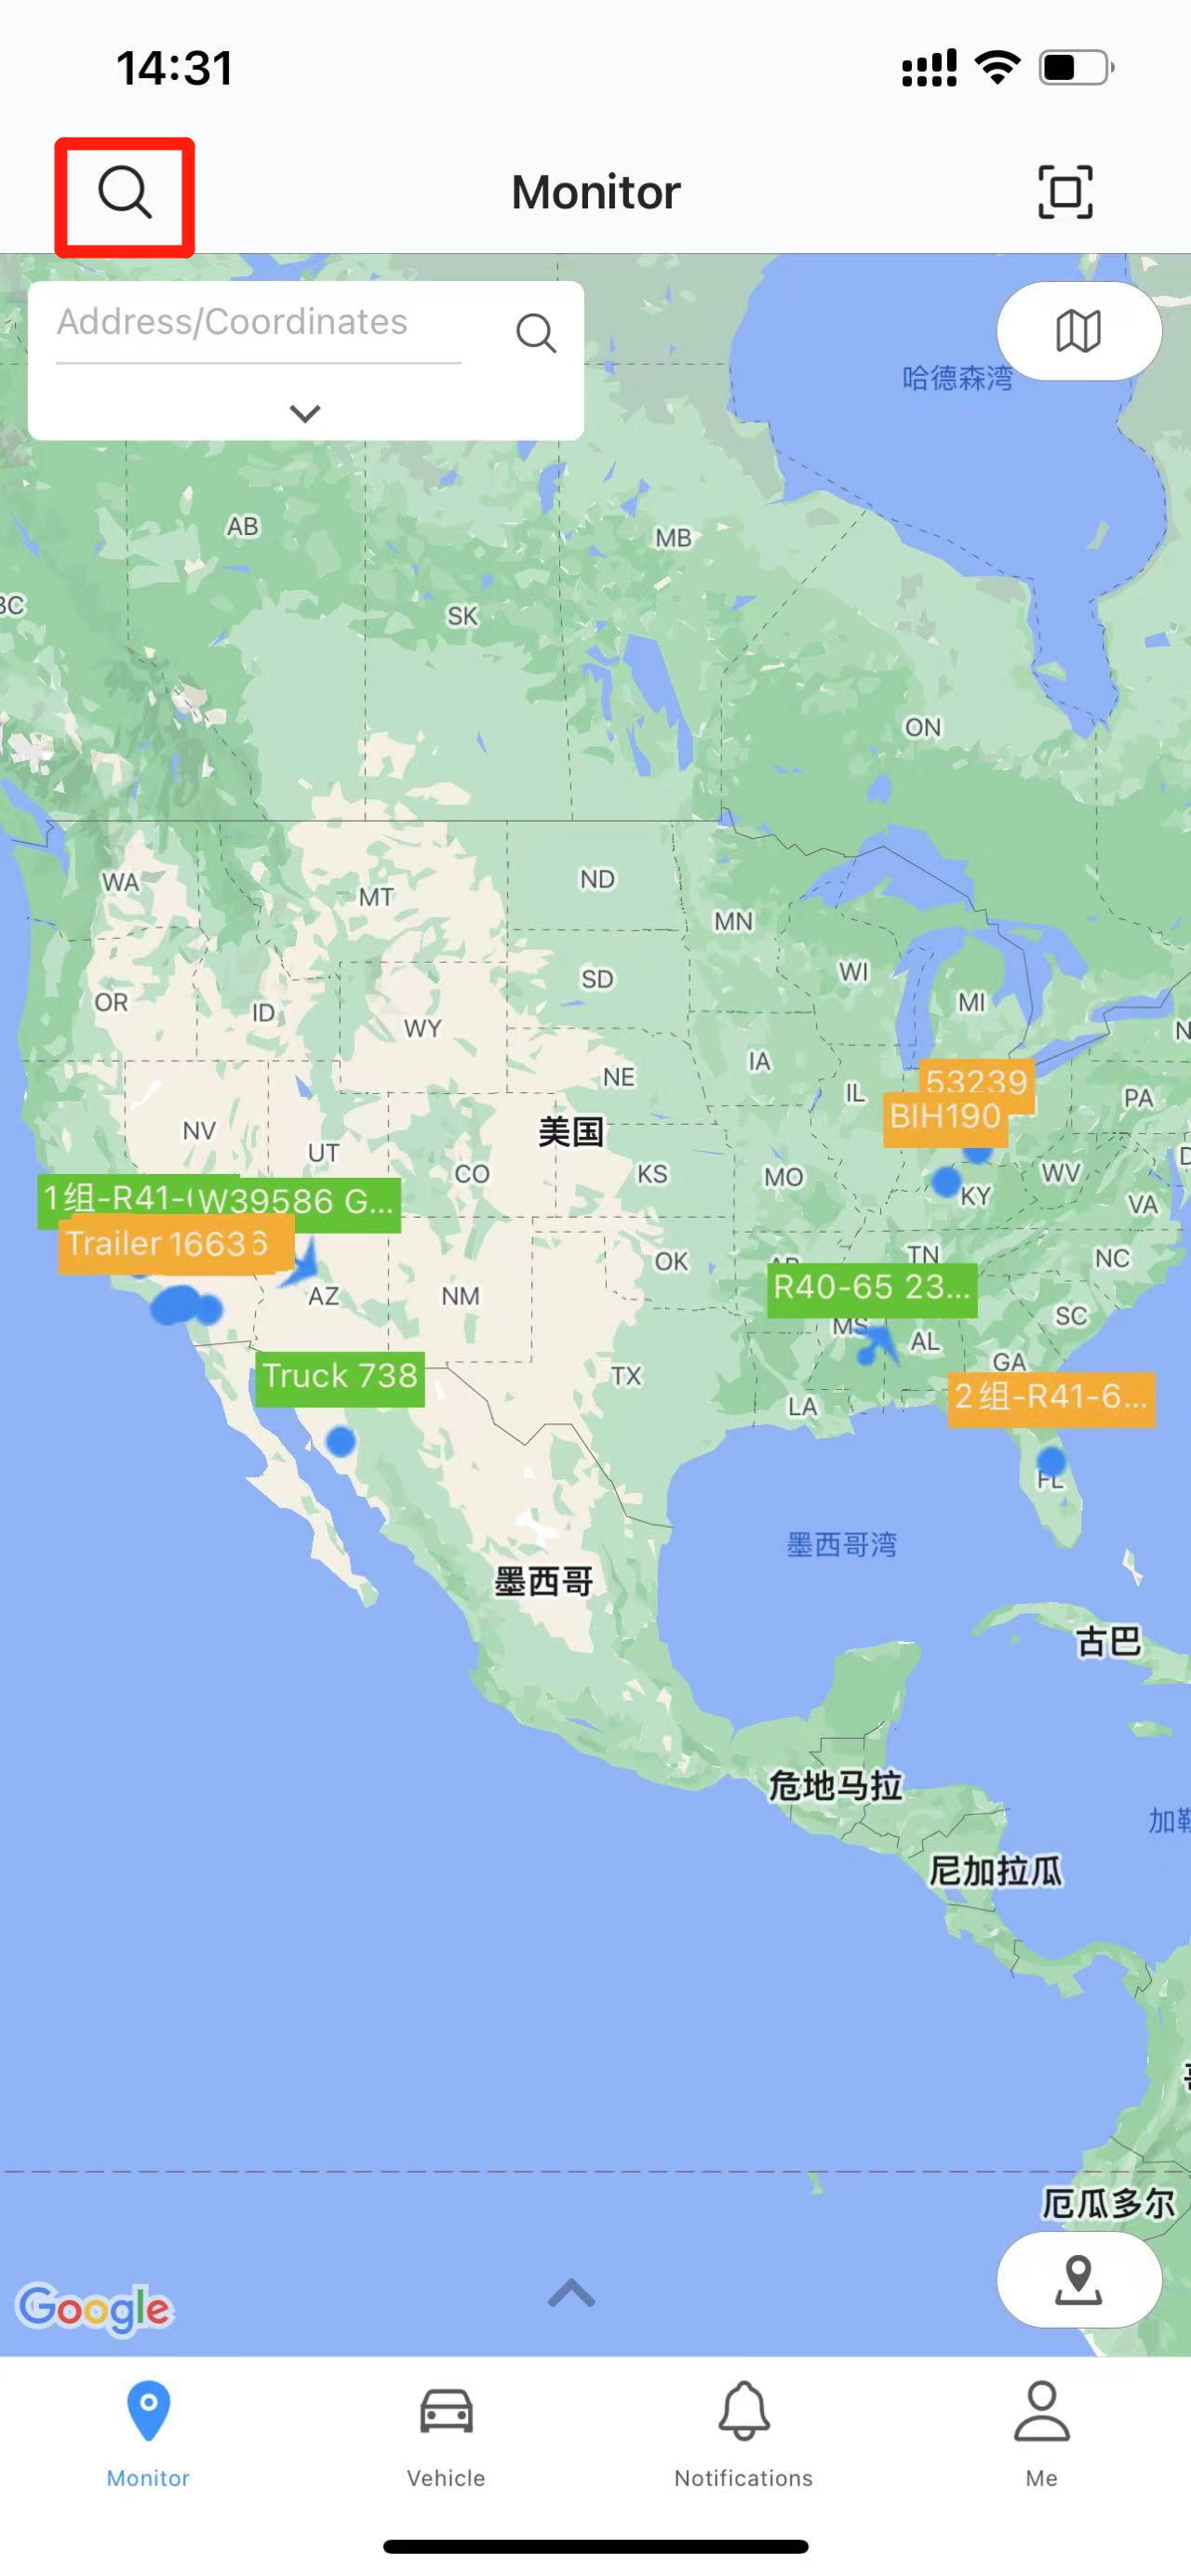 14:31
Monitor
Address/Coordinates
哈德森湾
AB
MB
SK
ON
WA
MT
ND
MN
OR
ID
SD
WI
MI
WY
IA
NE
IL
53239
BIH190
PA
NV
UT
美国
CO
KS
MO
KY
WV
VA
1组-R41-(
W39586 G...
Trailer 1663
OK
TN
NC
AZ
NM
R40-65 23...
MS
AL
SC
GA
Truck 738
TX
LA
2组-R41-6...
FL
墨西哥湾
墨西哥
古巴
危地马拉
尼加拉瓜
厄瓜多尔
Google
Monitor
Vehicle
Notifications
Me